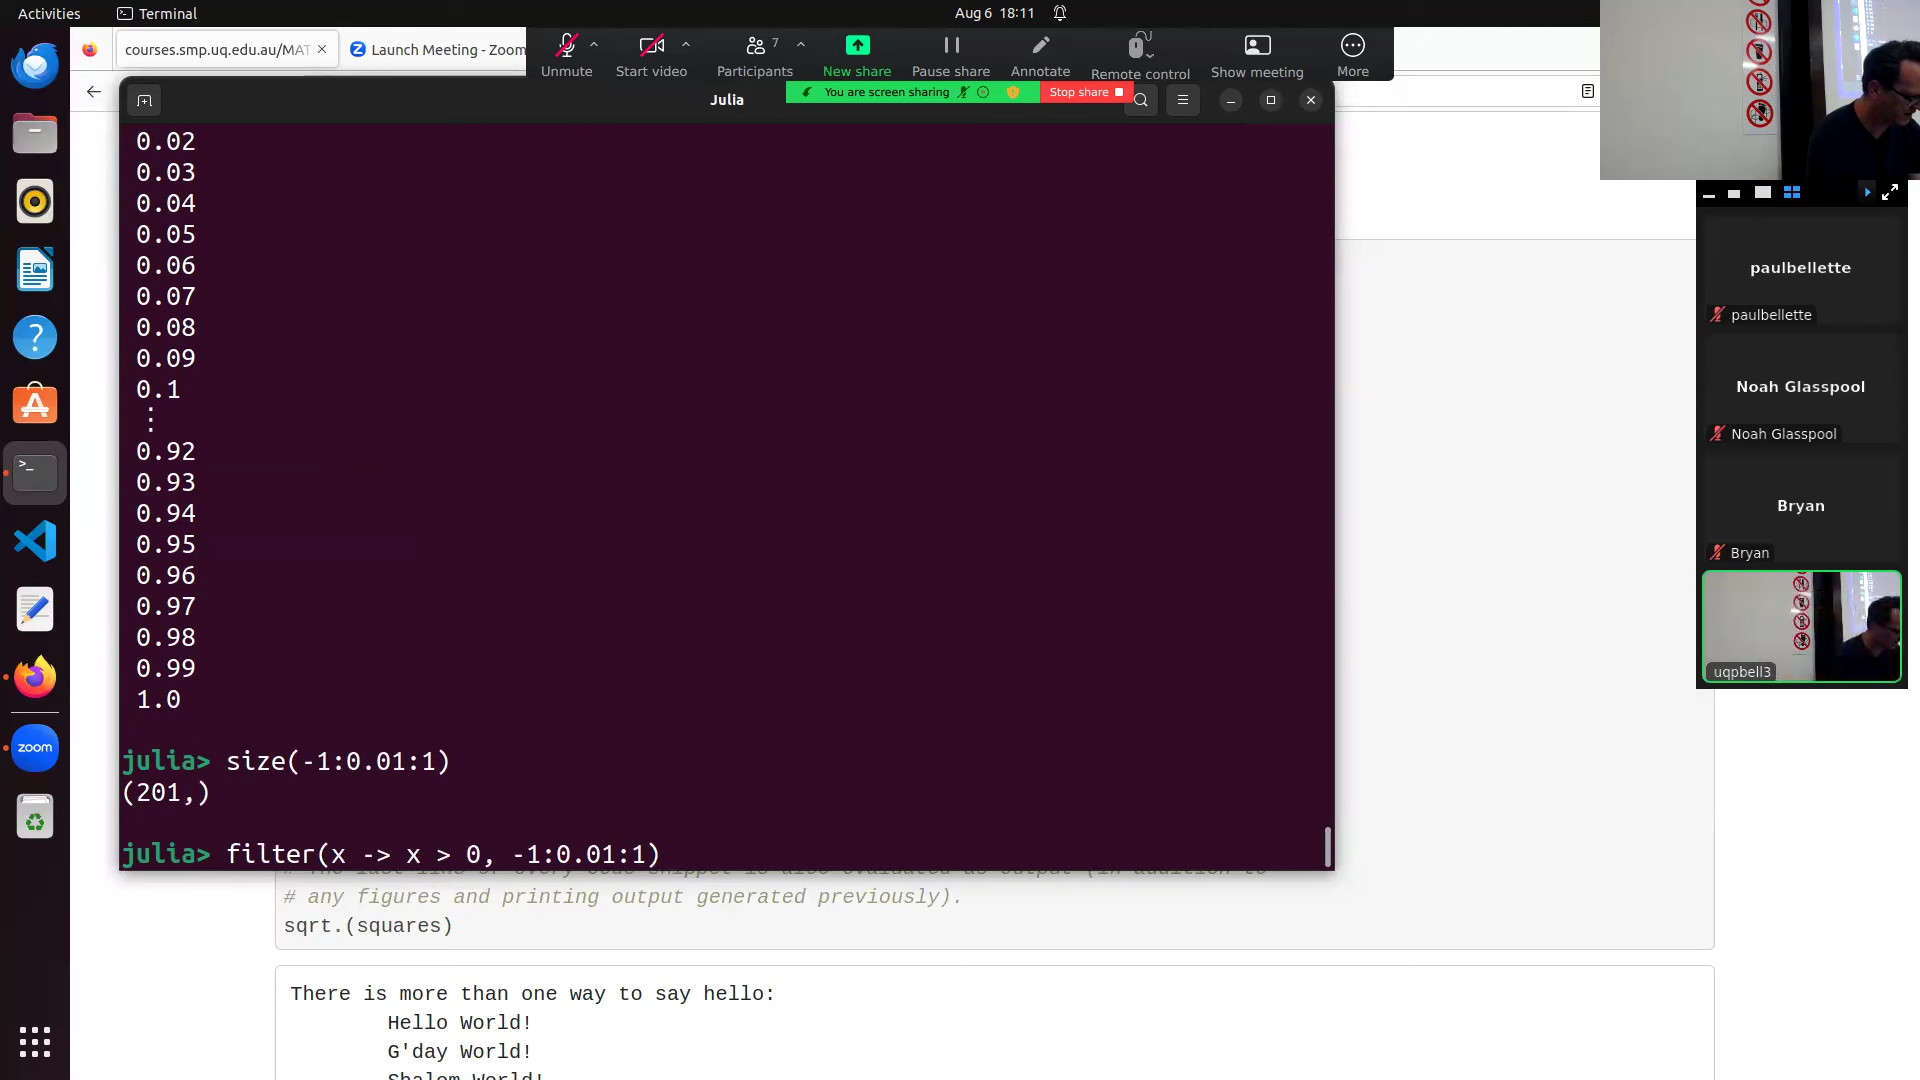 Activities
Terminal
Aug 6 18:11
courses.smp.uq.edu.au/MAT
Launch Meeting - Zoom
Unmute
Start video
Participants
7
New share
Pause share
Annotate
Remote control
Show meeting
More
You are screen sharing
Stop share
Julia
0.02
0.03
0.04
0.05
0.06
0.07
0.08
0.09
0.1
⋮
0.92
0.93
0.94
0.95
0.96
0.97
0.98
0.99
1.0
julia> size(-1:0.01:1)
(201,)
julia> filter(x -> x > 0, -1:0.01:1)
# any figures and printing output generated previously).
sqrt.(squares)
There is more than one way to say hello:
Hello World!
G'day World!
Shalom World!
paulbellette
paulbellette
Noah Glasspool
Noah Glasspool
Bryan
Bryan
uqpbell3
zoom